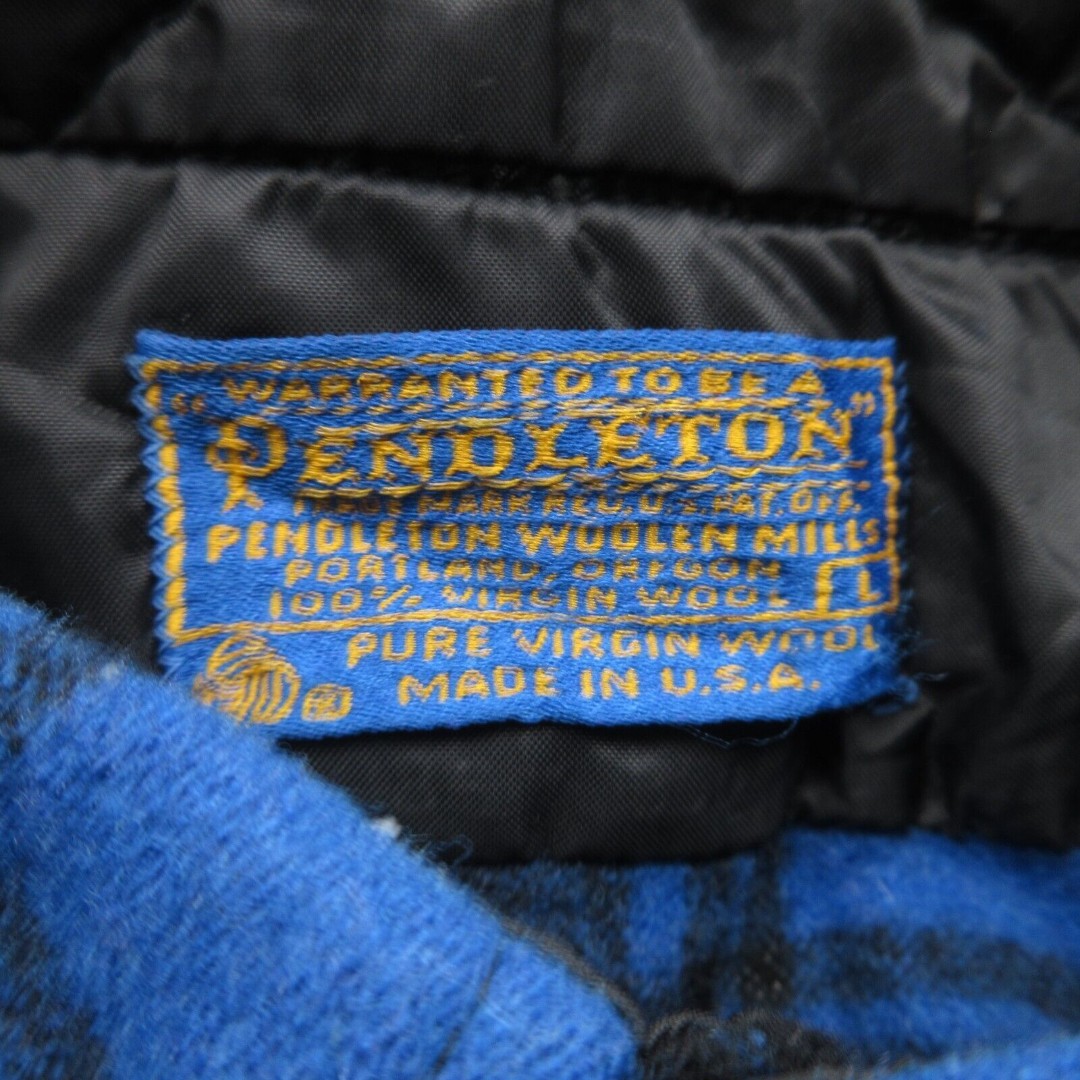 WARRANTED TO BE A
"PENDLETON"
TRADE MARK REG. U.S. PAT. OFF.
PENDLETON WOOLEN MILLS
PORTLAND, OREGON
100% VIRGIN WOOL L
PURE VIRGIN WOOL
® MADE IN U.S.A.